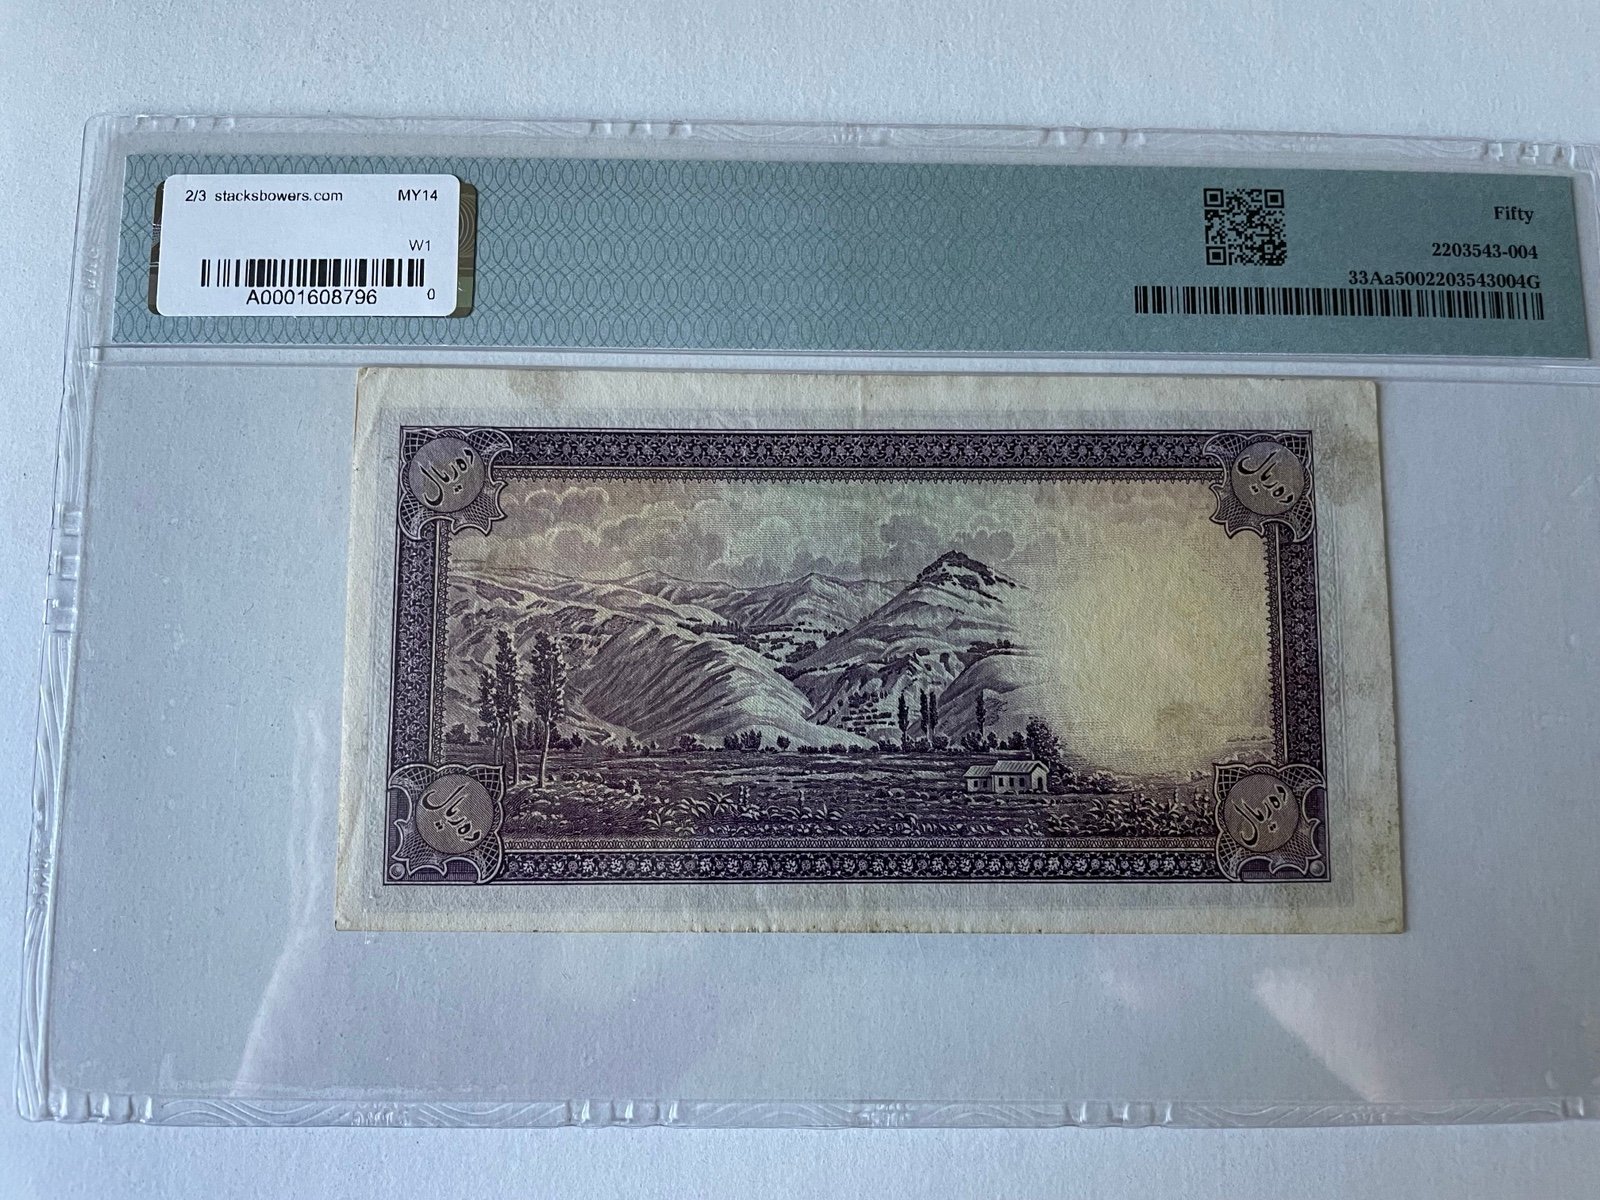 2/3 stacksbowers.com MY14
W1
A0001608796 0
Fifty
2203543-004
33Aa5002203543004G
ده ریال
ده ریال
ده ریال
ده ریال